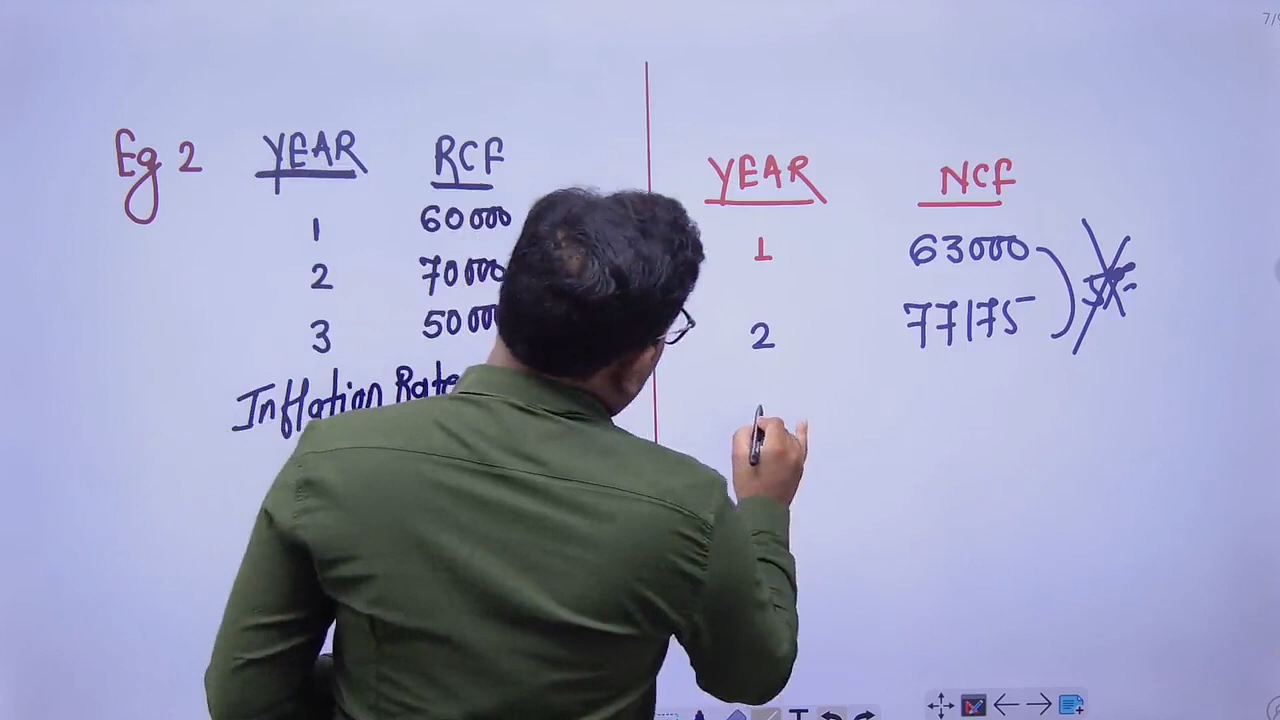 Eg 2 YEAR RCF
1 60000
2 70000
3 50000
Inflation Rate
YEAR NCF
1 63000
2 77175